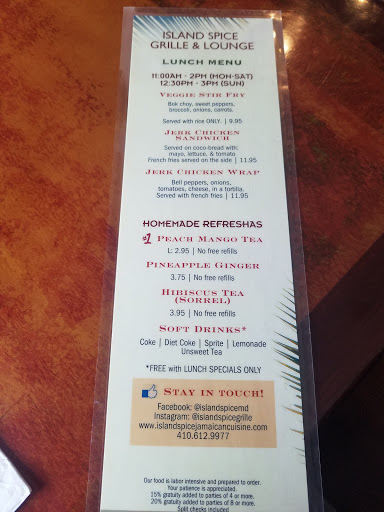 ISLAND SPICE
GRILLE & LOUNGE
LUNCH MENU
11:00AM - 2PM (MON-SAT)
12:30PM - 3PM (SUN)
VEGGIE STIR FRY
Bok choy, sweet peppers,
broccoli, onions, carrots.
Served with rice ONLY. | 9.95
JERK CHICKEN
SANDWICH
Served on coco-bread with:
mayo, lettuce, & tomato
French fries served on the side | 11.95
JERK CHICKEN WRAP
Bell peppers, onions,
tomatoes, cheese, in a tortilla.
Served with french fries | 11.95
HOMEMADE REFRESHAS
#1 PEACH MANGO TEA
L: 2.95 | No free refills
PINEAPPLE GINGER
3.75 | No free refills
HIBISCUS TEA
(SORREL)
3.95 | No free refills
SOFT DRINKS*
Coke | Diet Coke | Sprite | Lemonade
Unsweet Tea
*FREE with LUNCH SPECIALS ONLY
STAY IN TOUCH!
Facebook: @islandspicemd
Instagram: @islandspicegrille
www.islandspicejamaicancuisine.com
410.612.9977
Our food is labor intensive and prepared to order.
Your patience is appreciated.
15% gratuity added to parties of 4 or more.
20% gratuity added to parties of 8 or more.
Split checks included